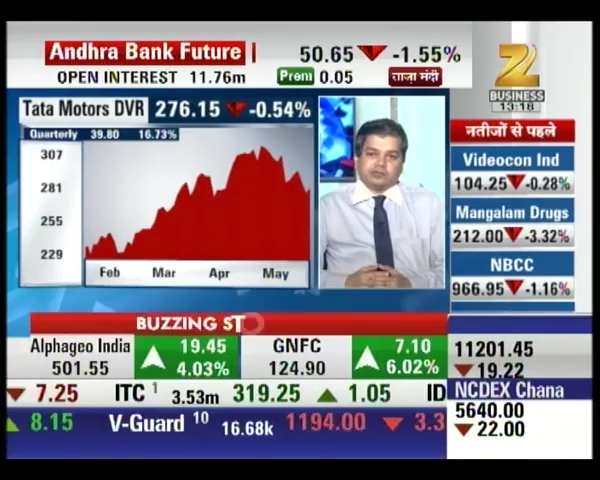 Andhra Bank Future
50.65 -1.55%
OPEN INTEREST 11.76m
Prem 0.05
ताज़ा मंदी
Z
BUSINESS
13:18
Tata Motors DVR 276.15 -0.54%
Quarterly 39.80 16.73%
307
281
255
229
Feb Mar Apr May
नतीजों से पहले
Videocon Ind
104.25 -0.28%
Mangalam Drugs
212.00 -3.32%
NBCC
966.95 -1.16%
BUZZING ST
Alphageo India 19.45
501.55 4.03%
GNFC 7.10
124.90 6.02%
11201.45
19.22
NCDEX Chana
5640.00
22.00
7.25 ITC 1 3.53m 319.25 1.05 ID
8.15 V-Guard 10 16.68k 1194.00 3.3